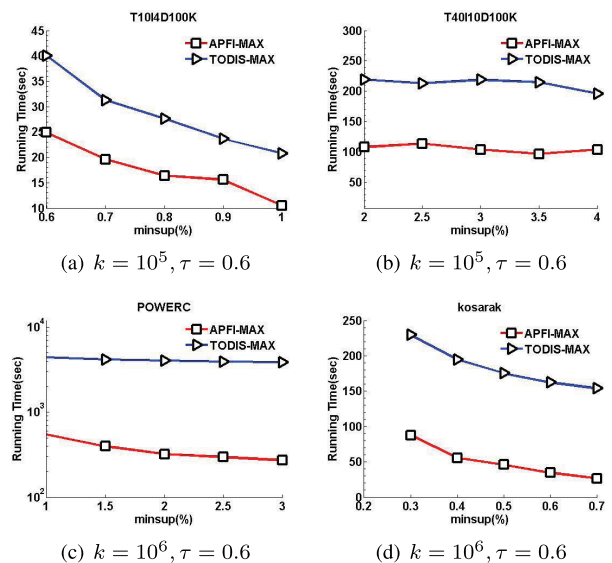 T10I4D100K
45
40
35
30
25
20
15
10
Running Time(sec)
APFI-MAX
TODIS-MAX
0.6 0.7 0.8 0.9 1
minsup(%)
(a) k = 10^5, τ = 0.6
T40I10D100K
300
250
200
150
100
50
Running Time(sec)
APFI-MAX
TODIS-MAX
2 2.5 3 3.5 4
minsup(%)
(b) k = 10^5, τ = 0.6
POWERC
10^4
10^3
10^2
Running Time(sec)
APFI-MAX
TODIS-MAX
1 1.5 2 2.5 3
minsup(%)
(c) k = 10^6, τ = 0.6
kosarak
250
200
150
100
50
0
Running Time(sec)
APFI-MAX
TODIS-MAX
0.2 0.3 0.4 0.5 0.6 0.7
minsup(%)
(d) k = 10^6, τ = 0.6